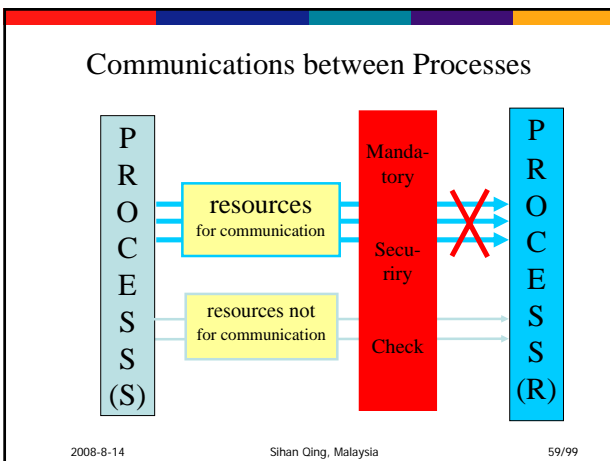 Communications between Processes
P
R
O
C
E
S
S
(S)
resources
for communication
resources not
for communication
Manda-
tory
Secu-
riry
Check
P
R
O
C
E
S
S
(R)
2008-8-14 Sihan Qing, Malaysia 59/99